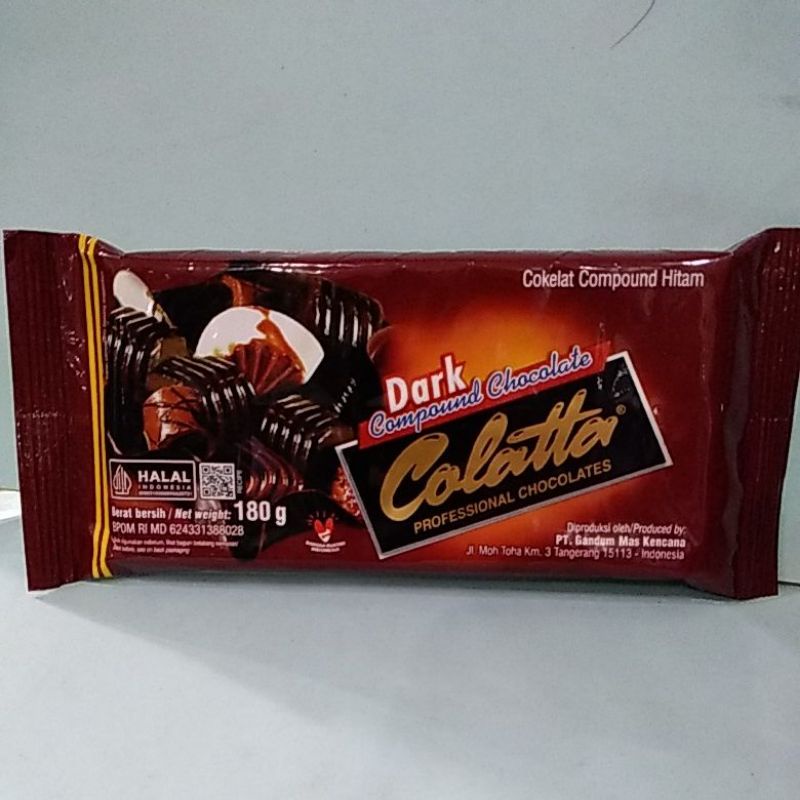 Cokelat Compound Hitam
Dark
Compound Chocolate
Colatta®
PROFESSIONAL CHOCOLATES
HALAL
INDONESIA
RECIPE
Berat bersih / Net weight: 180 g
BPOM RI MD 624331388028
Diproduksi oleh/Produced by:
PT. Gandum Mas Kencana
Jl. Moh Toha Km. 3 Tangerang 15113 - Indonesia